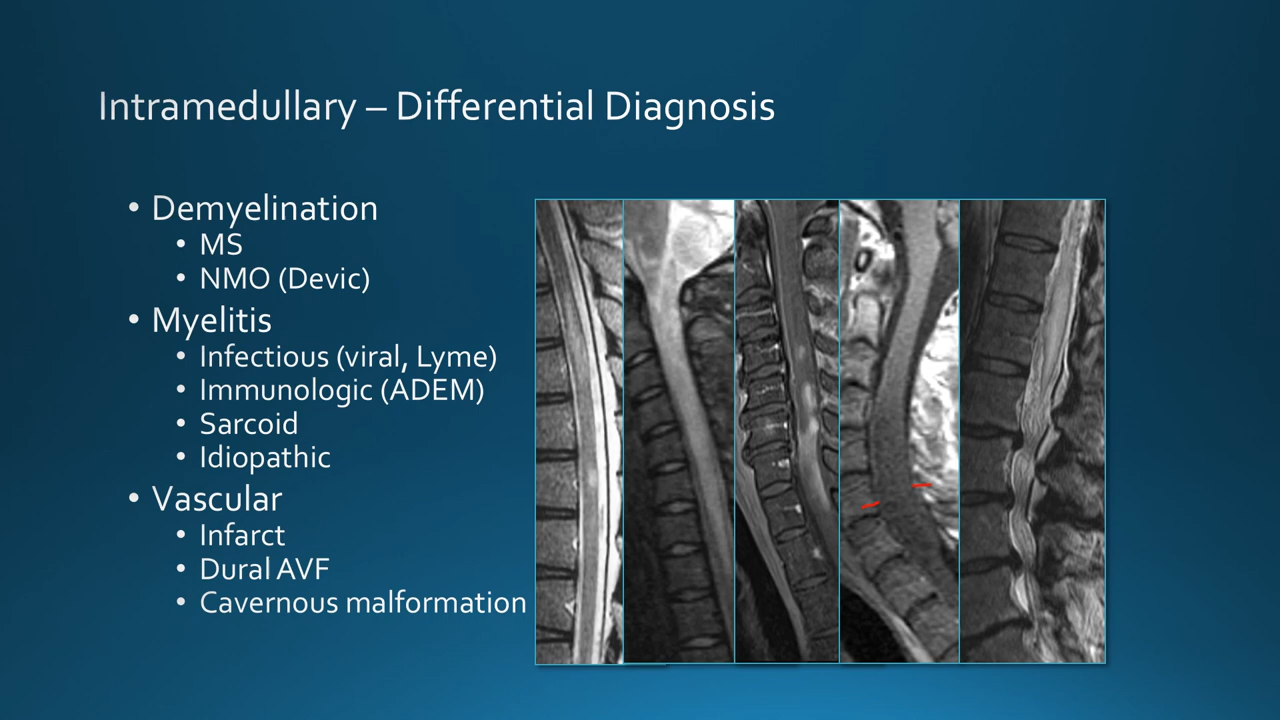 Intramedullary – Differential Diagnosis
• Demyelination
• MS
• NMO (Devic)
• Myelitis
• Infectious (viral, Lyme)
• Immunologic (ADEM)
• Sarcoid
• Idiopathic
• Vascular
• Infarct
• Dural AVF
• Cavernous malformation